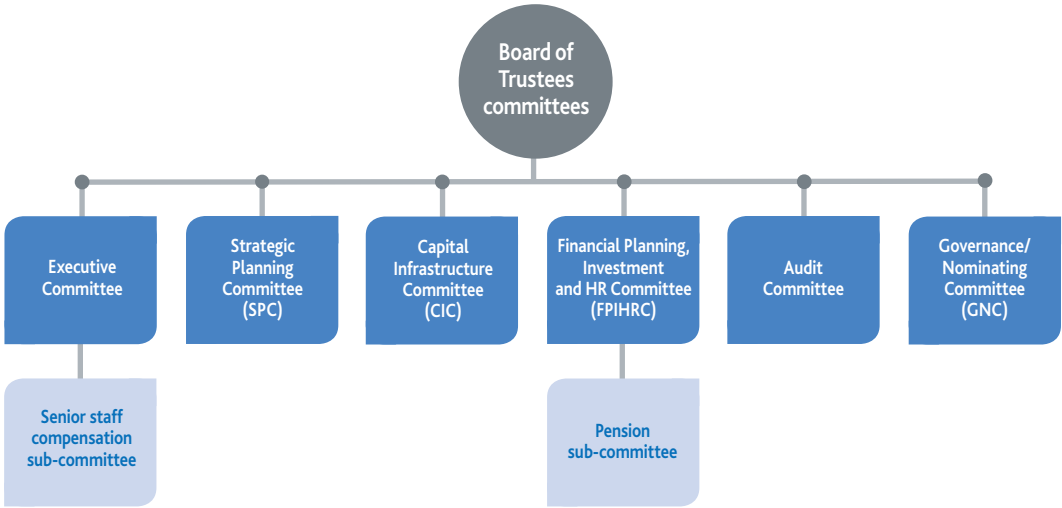 Board of
Trustees
committees
Executive
Committee
Strategic
Planning
Committee
(SPC)
Capital
Infrastructure
Committee
(CIC)
Financial Planning,
Investment
and HR Committee
(FPIHRC)
Audit
Committee
Governance/
Nominating
Committee
(GNC)
Senior staff
compensation
sub-committee
Pension
sub-committee